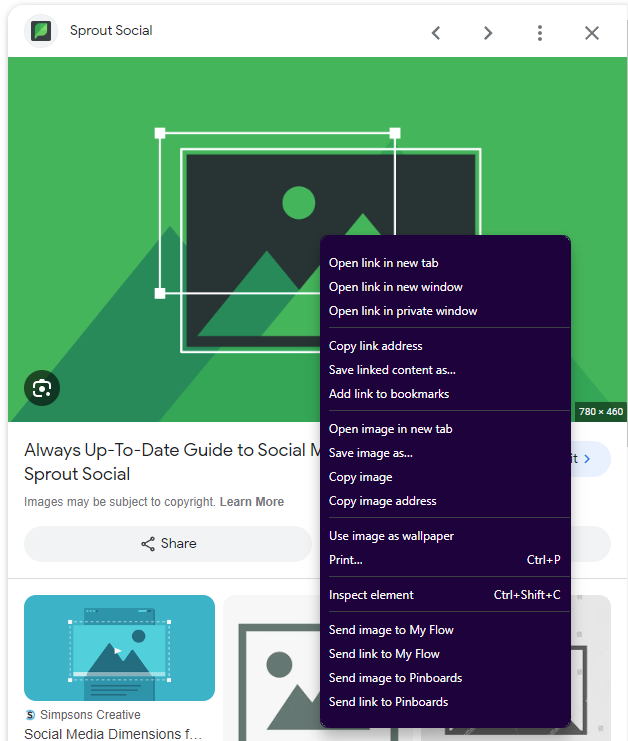 Sprout Social
780 × 460
Always Up-To-Date Guide to Social M
Sprout Social
it
Images may be subject to copyright. Learn More
Share
Open link in new tab
Open link in new window
Open link in private window
Copy link address
Save linked content as...
Add link to bookmarks
Open image in new tab
Save image as...
Copy image
Copy image address
Use image as wallpaper
Print... Ctrl+P
Inspect element Ctrl+Shift+C
Send image to My Flow
Send link to My Flow
Send image to Pinboards
Send link to Pinboards
Simpsons Creative
Social Media Dimensions f...